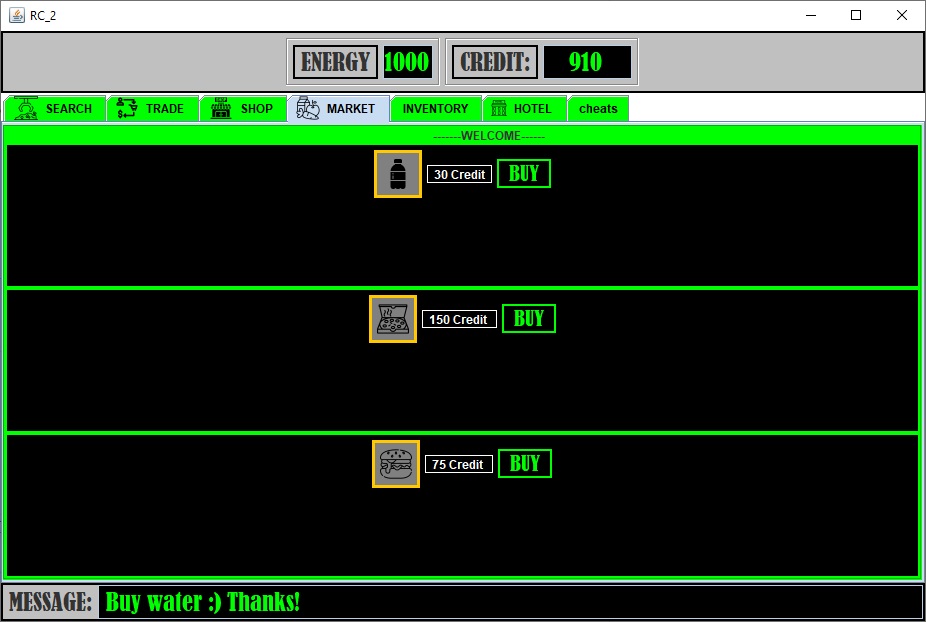 RC_2
ENERGY 1000 CREDIT: 910
SEARCH TRADE SHOP MARKET INVENTORY HOTEL cheats
-------WELCOME------
30 Credit BUY
150 Credit BUY
75 Credit BUY
MESSAGE: Buy water :) Thanks!